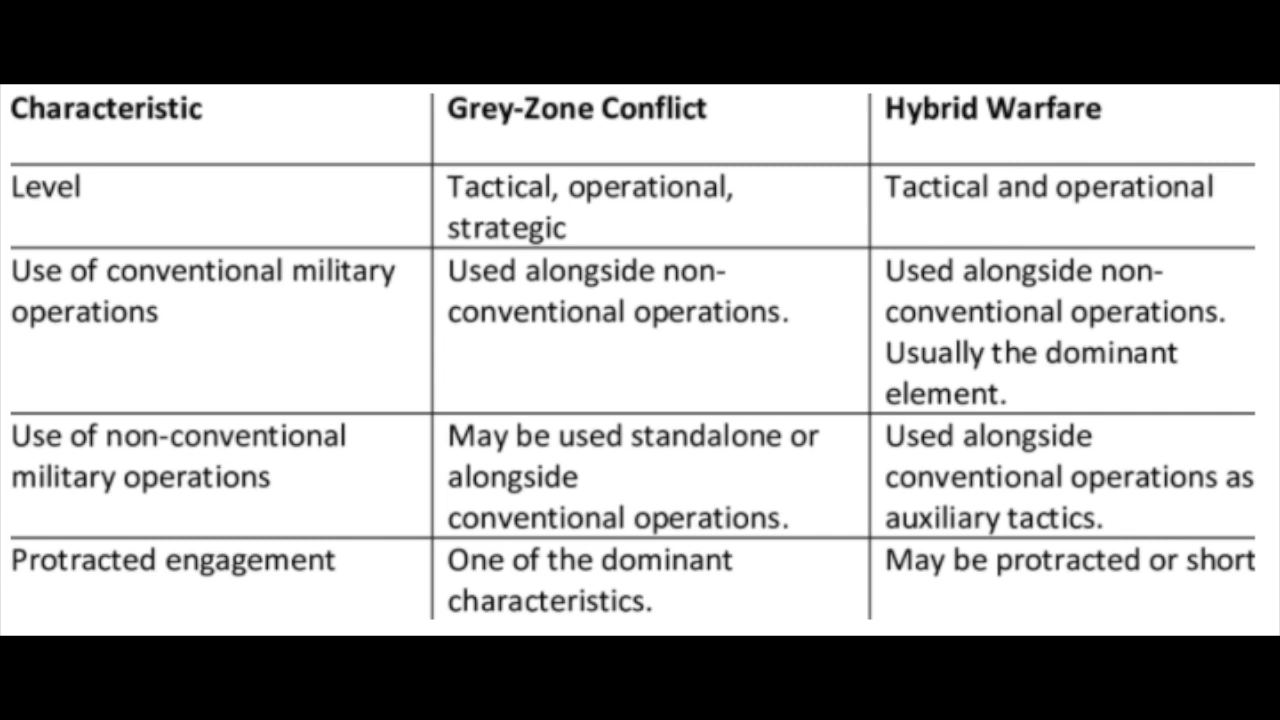 Characteristic
Grey-Zone Conflict
Hybrid Warfare
Level
Tactical, operational,
strategic
Tactical and operational
Use of conventional military
operations
Used alongside non-
conventional operations.
Used alongside non-
conventional operations.
Usually the dominant
element.
Use of non-conventional
military operations
May be used standalone or
alongside
conventional operations.
Used alongside
conventional operations as
auxiliary tactics.
Protracted engagement
One of the dominant
characteristics.
May be protracted or short